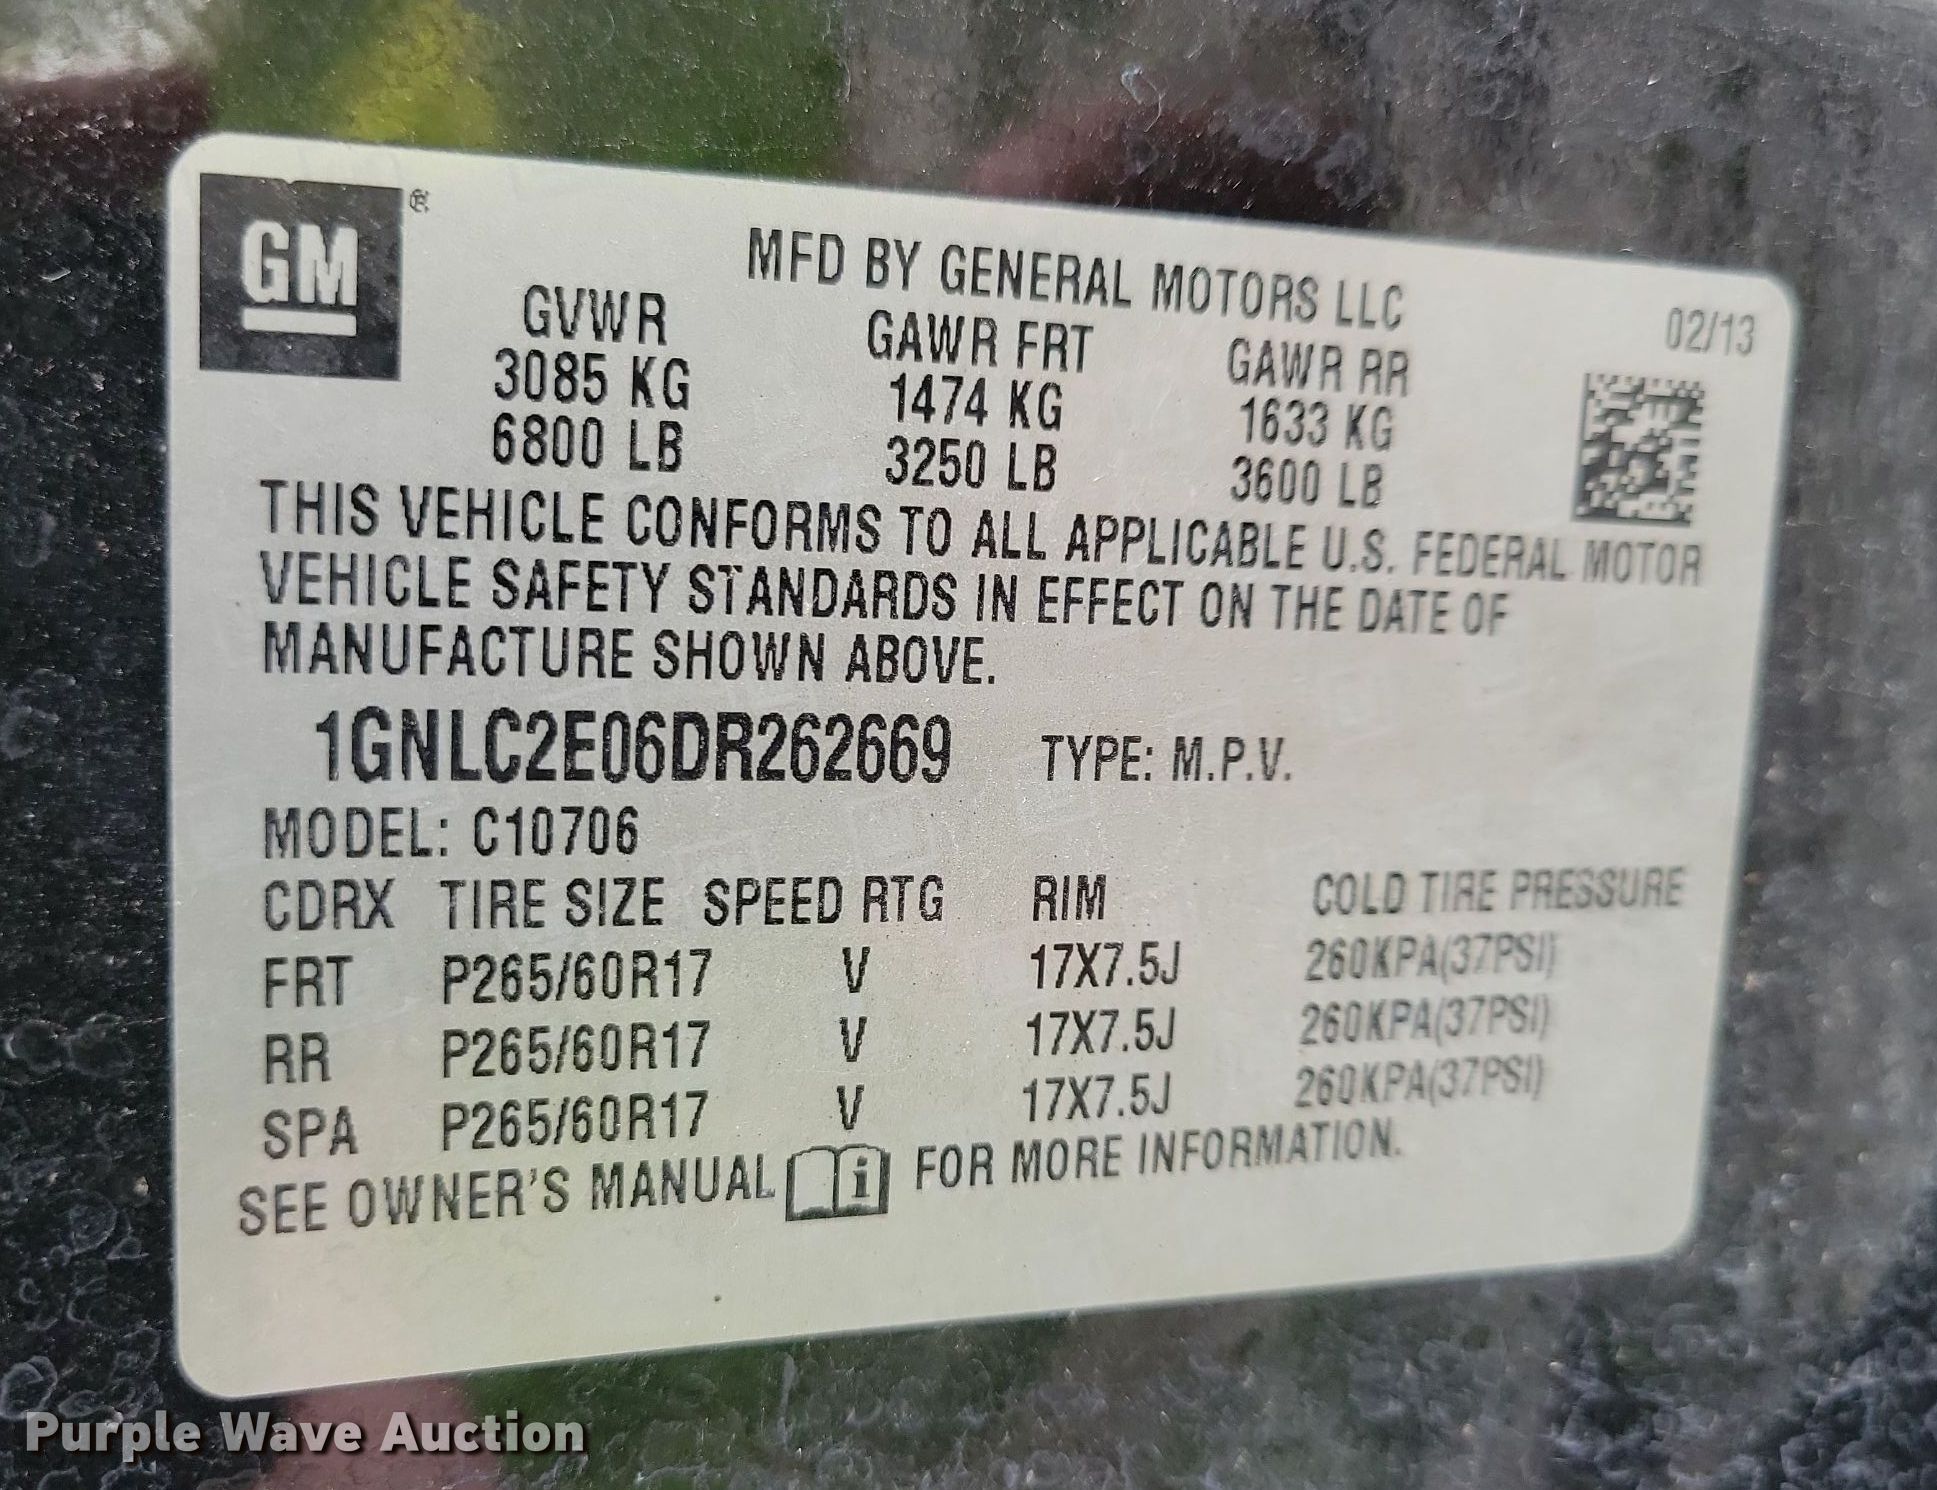 GM®
MFD BY GENERAL MOTORS LLC
02/13
GVWR GAWR FRT GAWR RR
3085 KG 1474 KG 1633 KG
6800 LB 3250 LB 3600 LB
THIS VEHICLE CONFORMS TO ALL APPLICABLE U.S. FEDERAL MOTOR
VEHICLE SAFETY STANDARDS IN EFFECT ON THE DATE OF
MANUFACTURE SHOWN ABOVE.
1GNLC2E06DR262669 TYPE: M.P.V.
MODEL: C10706
CDRX TIRE SIZE SPEED RTG RIM COLD TIRE PRESSURE
FRT P265/60R17 V 17X7.5J 260KPA(37PSI)
RR P265/60R17 V 17X7.5J 260KPA(37PSI)
SPA P265/60R17 V 17X7.5J 260KPA(37PSI)
SEE OWNER'S MANUAL i FOR MORE INFORMATION.
Purple Wave Auction